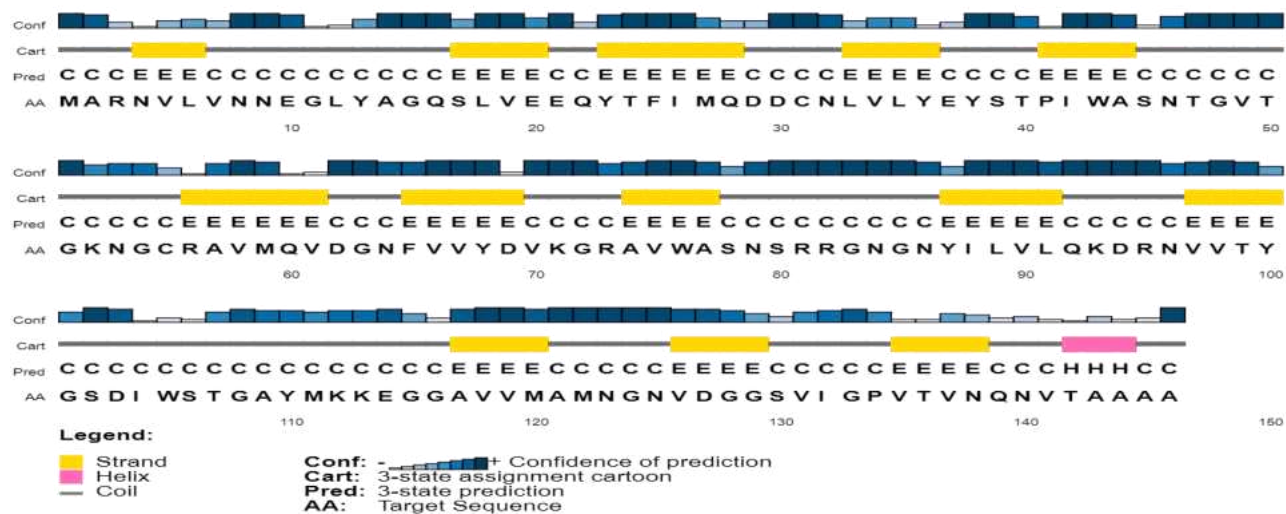 Conf
Cart
Pred C C C E E E C C C C C C C C C C E E E E C C E E E E E E C C C C E E E E C C C C E E E E C C C C C C
AA M A R N V L V N N E G L Y A G Q S L V E E Q Y T F I M Q D D C N L V L Y E Y S T P I W A S N T G V T
10 20 30 40 50
Conf
Cart
Pred C C C C C E E E E E E C C C E E E E E C C C C E E E E C C C C C C C C C E E E E E C C C C C E E E E
AA G K N G C R A V M Q V D G N F V V Y D V K G R A V W A S N S R R G N G N Y I L V L Q K D R N V V T Y
60 70 80 90 100
Conf
Cart
Pred C C C C C C C C C C C C C C C C E E E E C C C C C E E E E C C C C C E E E E C C C H H H C C
AA G S D I W S T G A Y M K K E G G A V V M A M N G N V D G G S V I G P V T V N Q N V T A A A A
110 120 130 140 150
Legend:
Strand Conf: - + Confidence of prediction
Helix Cart: 3-state assignment cartoon
Coil Pred: 3-state prediction
AA: Target Sequence